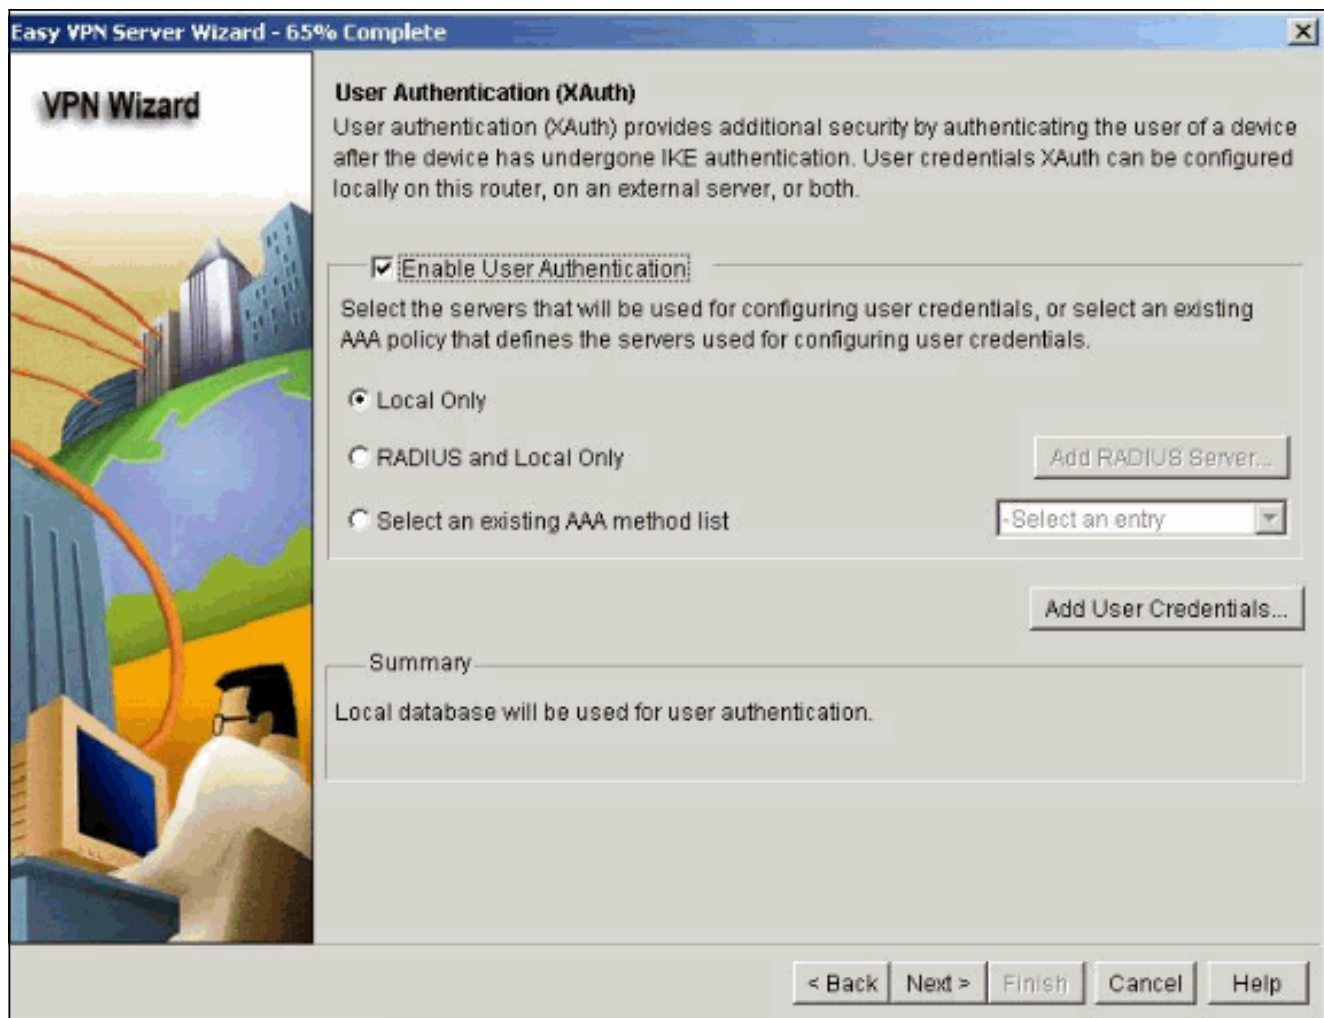 Easy VPN Server Wizard - 65% Complete
VPN Wizard
User Authentication (XAuth)
User authentication (XAuth) provides additional security by authenticating the user of a device
after the device has undergone IKE authentication. User credentials XAuth can be configured
locally on this router, on an external server, or both.
Enable User Authentication
Select the servers that will be used for configuring user credentials, or select an existing
AAA policy that defines the servers used for configuring user credentials.
Local Only
RADIUS and Local Only
Add RADIUS Server...
Select an existing AAA method list
-Select an entry
Add User Credentials...
Summary
Local database will be used for user authentication.
< Back
Next >
Finish
Cancel
Help